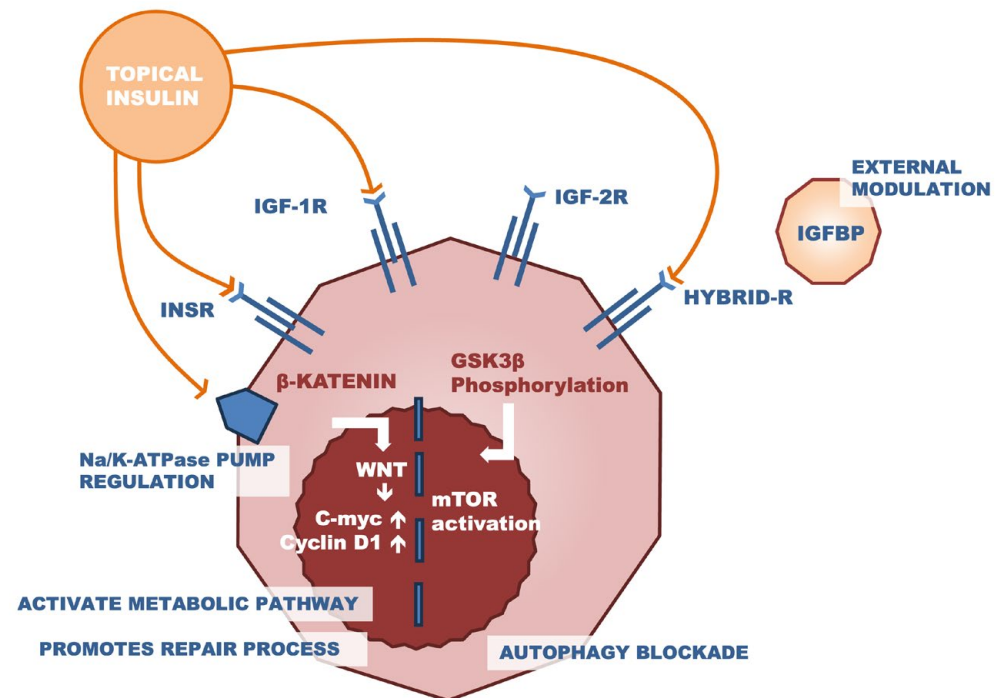 TOPICAL
INSULIN
IGF-1R
IGF-2R
EXTERNAL
MODULATION
IGFBP
INSR
HYBRID-R
β-KATENIN
GSK3β
Phosphorylation
Na/K-ATPase PUMP
REGULATION
WNT
C-myc
Cyclin D1
mTOR
activation
ACTIVATE METABOLIC PATHWAY
PROMOTES REPAIR PROCESS
AUTOPHAGY BLOCKADE